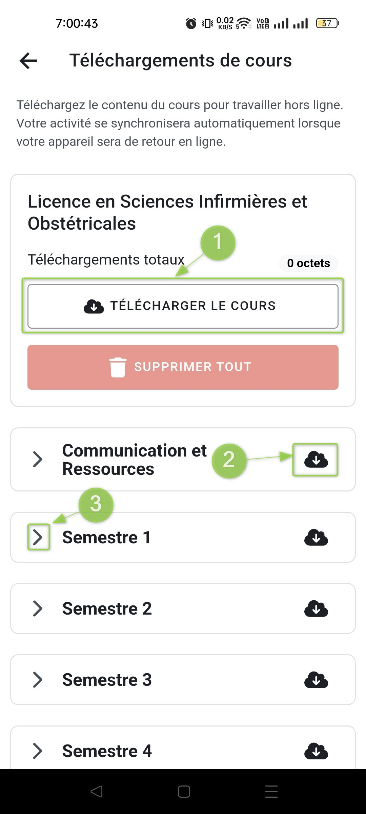 7:00:43
0.02 KB/S
5
VoD LTE2
37
Téléchargements de cours
Téléchargez le contenu du cours pour travailler hors ligne.
Votre activité se synchronisera automatiquement lorsque
votre appareil sera de retour en ligne.
Licence en Sciences Infirmières et
Obstétricales
1
Téléchargements totaux
0 octets
TÉLÉCHARGER LE COURS
SUPPRIMER TOUT
Communication et
Ressources
2
3
Semestre 1
Semestre 2
Semestre 3
Semestre 4